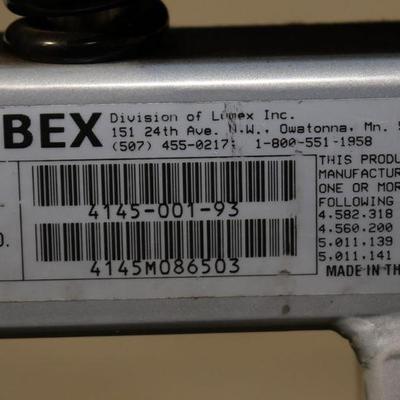 BEX
Division of Lumex Inc.
151 24th Ave. N.W., Owatonna, Mn. 5
(507) 455-0217; 1-800-551-1958
4145-001-93
O.
4145M086503
THIS PRODU
MANUFACTUR
ONE OR MOR
FOLLOWING
4.582.318
4.560.200
5.011.139
5.011.141
MADE IN TH